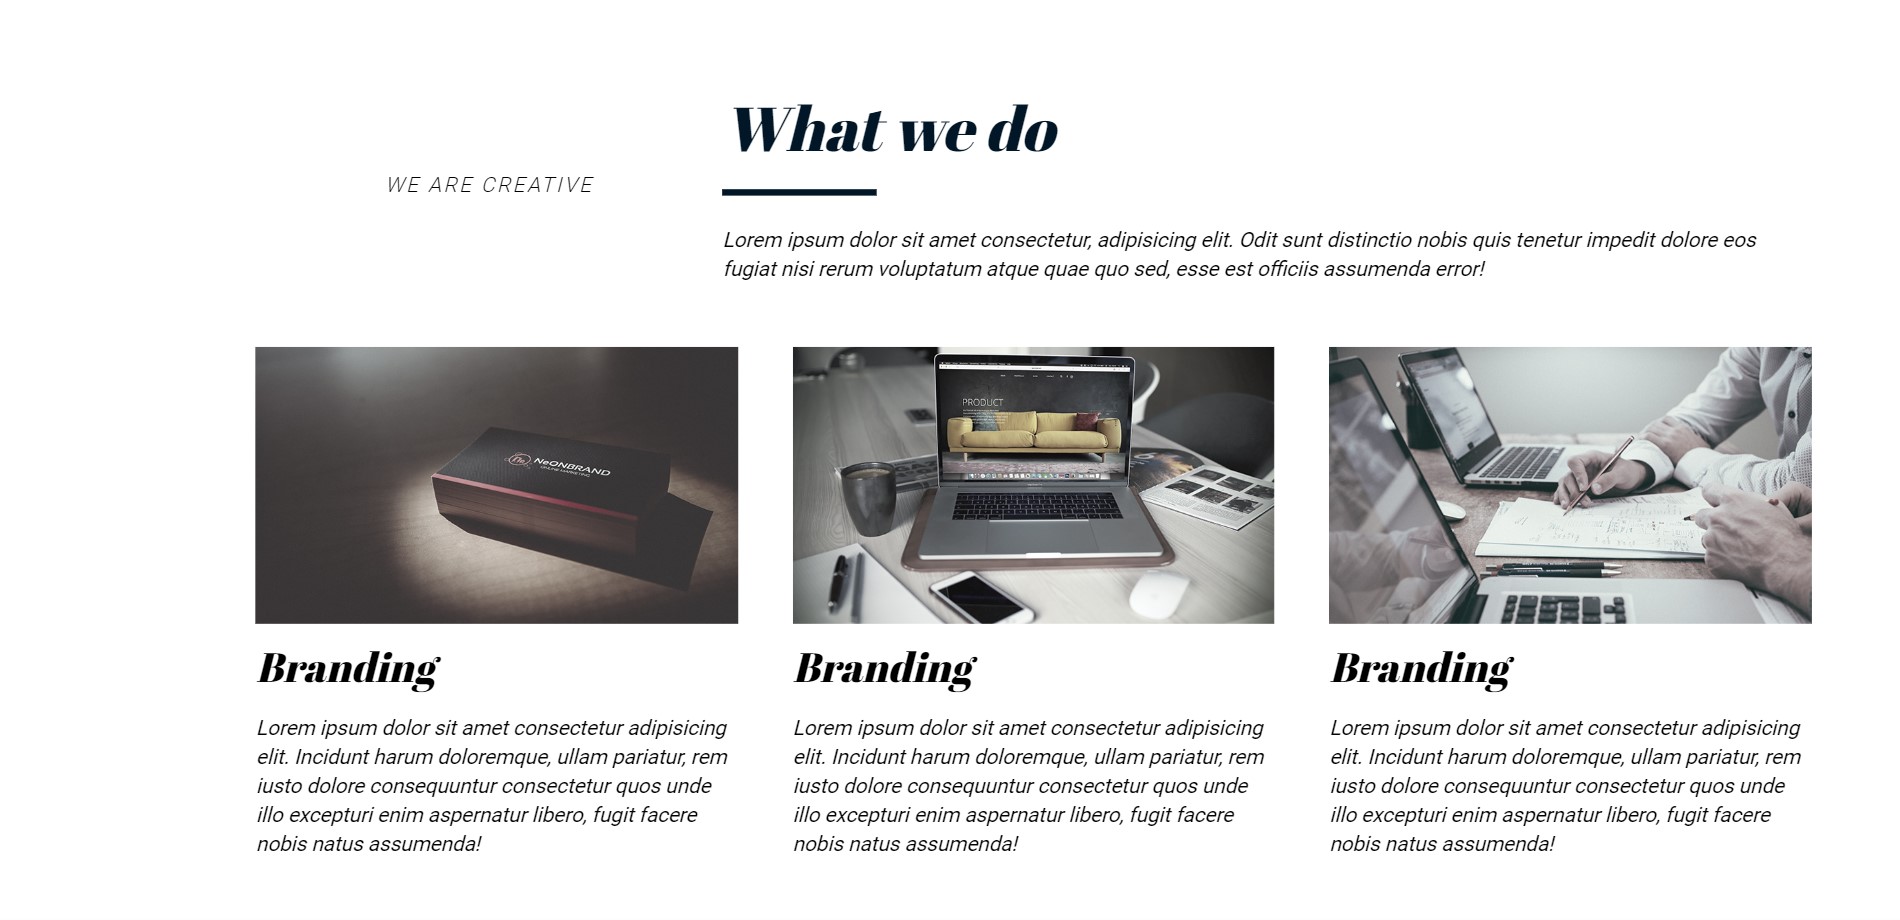 What we do
WE ARE CREATIVE
Lorem ipsum dolor sit amet consectetur, adipisicing elit. Odit sunt distinctio nobis quis tenetur impedit dolore eos
fugiat nisi rerum voluptatum atque quae quo sed, esse est officiis assumenda error!
NeONBRAND
ONLINE MARKETING
PRODUCT
Branding
Lorem ipsum dolor sit amet consectetur adipisicing
elit. Incidunt harum doloremque, ullam pariatur, rem
iusto dolore consequuntur consectetur quos unde
illo excepturi enim aspernatur libero, fugit facere
nobis natus assumenda!
Branding
Lorem ipsum dolor sit amet consectetur adipisicing
elit. Incidunt harum doloremque, ullam pariatur, rem
iusto dolore consequuntur consectetur quos unde
illo excepturi enim aspernatur libero, fugit facere
nobis natus assumenda!
Branding
Lorem ipsum dolor sit amet consectetur adipisicing
elit. Incidunt harum doloremque, ullam pariatur, rem
iusto dolore consequuntur consectetur quos unde
illo excepturi enim aspernatur libero, fugit facere
nobis natus assumenda!